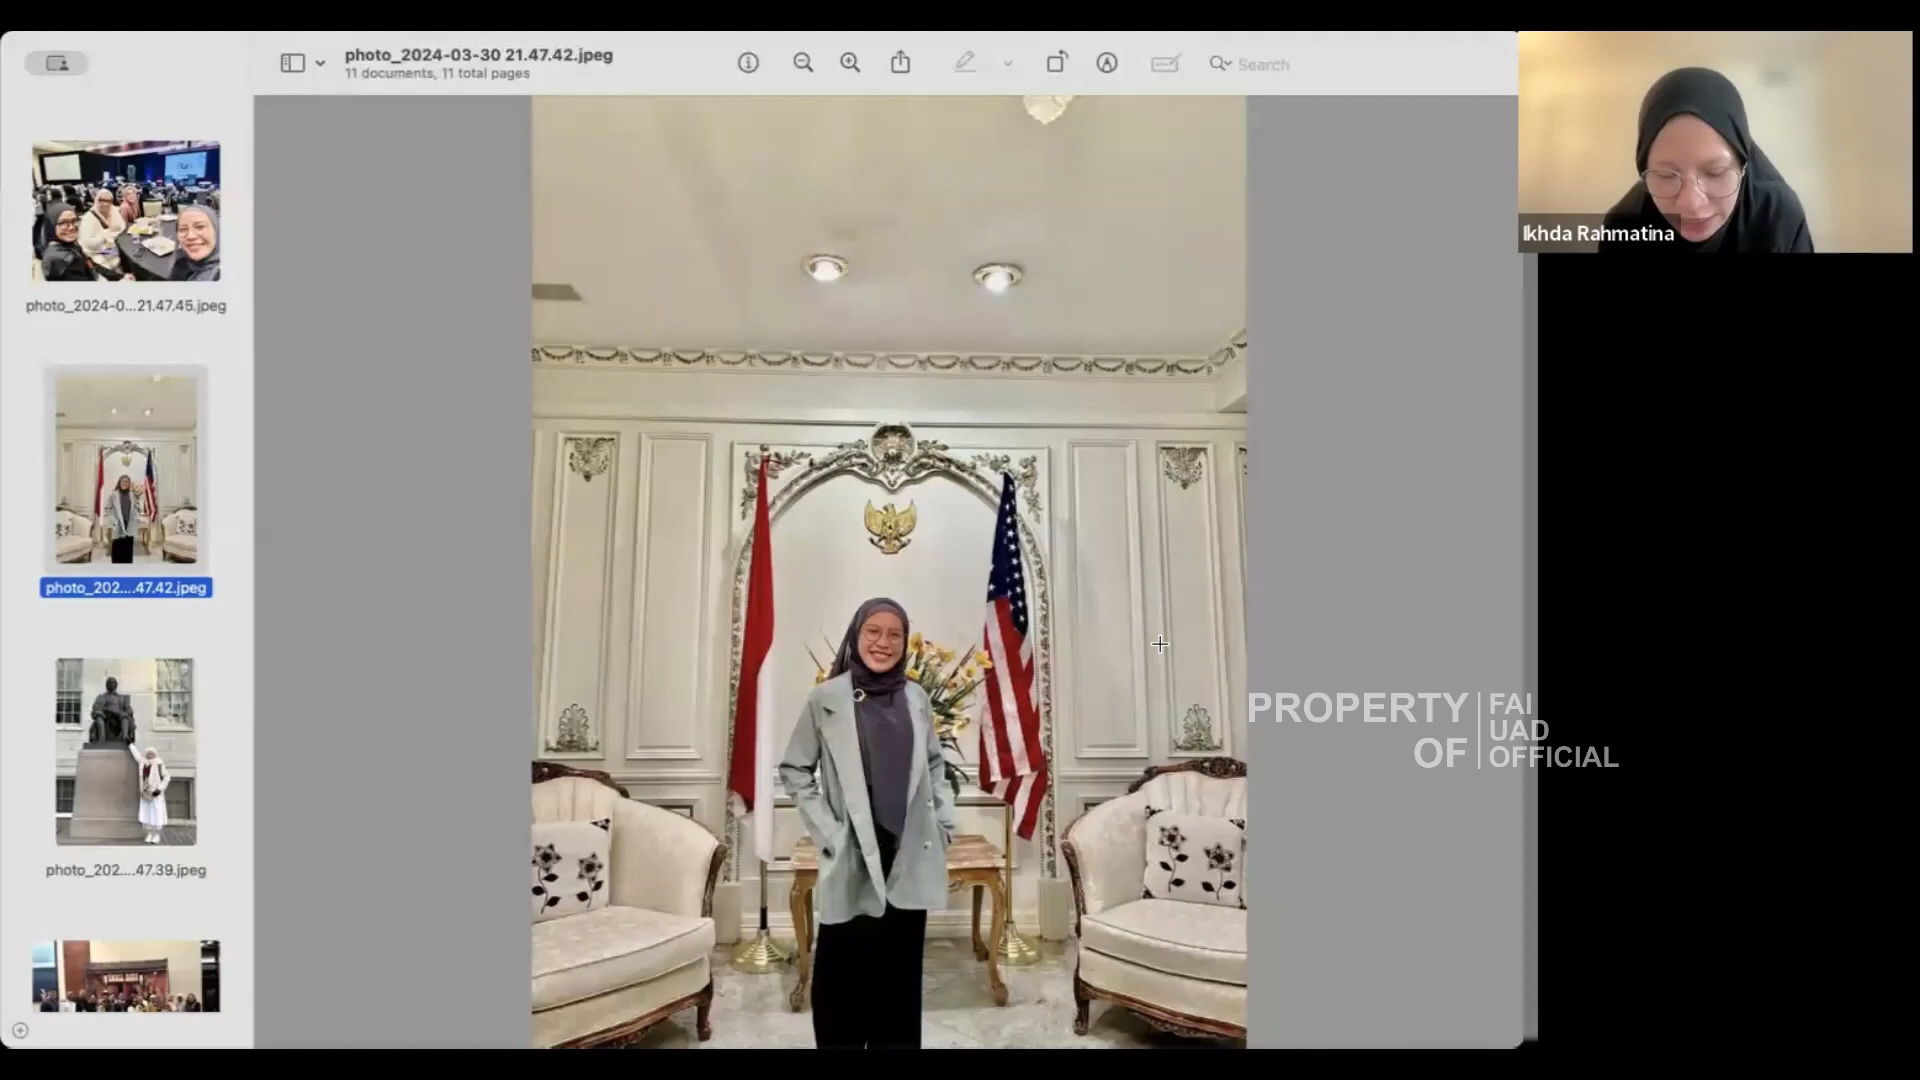 photo_2024-03-30 21.47.42.jpeg
11 documents, 11 total pages
Search
photo_2024-0...21.47.45.jpeg
photo_202....47.42.jpeg
photo_202....47.39.jpeg
Ikhda Rahmatina
PROPERTY OF
FAI
UAD
OFFICIAL